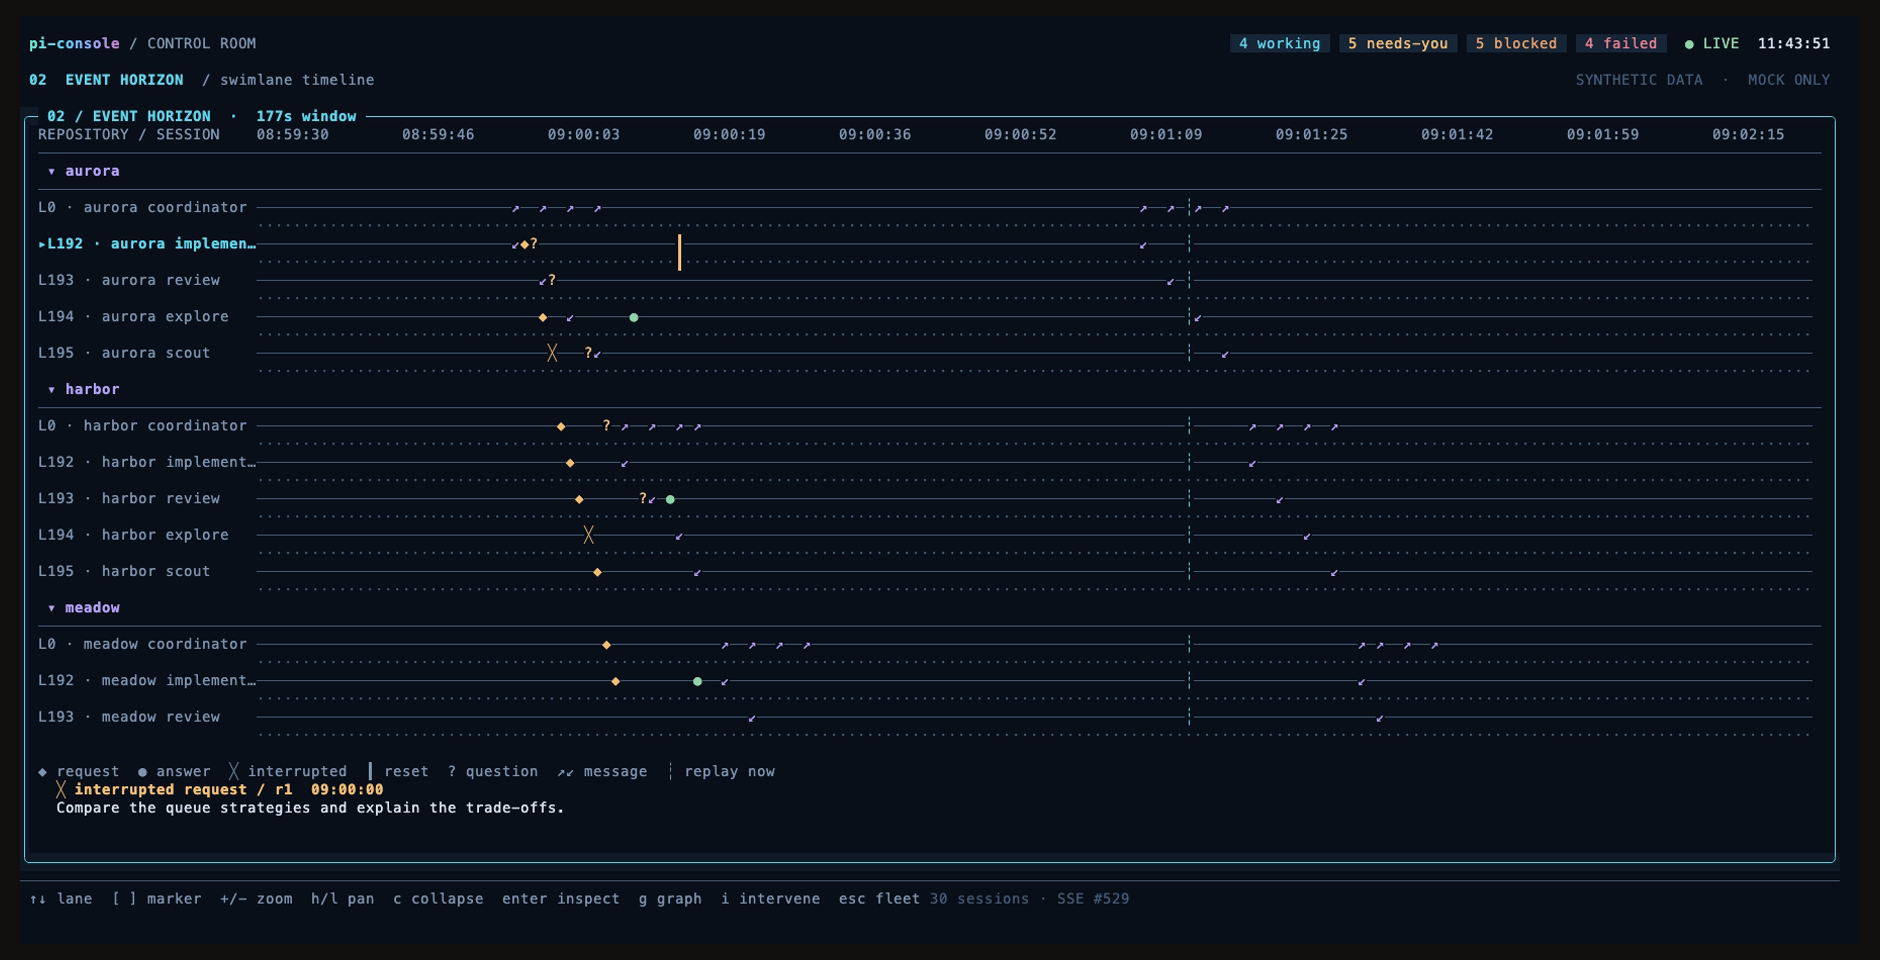 pi-console / CONTROL ROOM 4 working 5 needs-you 5 blocked 4 failed ● LIVE 11:43:51
02 EVENT HORIZON / swimlane timeline SYNTHETIC DATA · MOCK ONLY
02 / EVENT HORIZON · 177s window
REPOSITORY / SESSION 08:59:30 08:59:46 09:00:03 09:00:19 09:00:36 09:00:52 09:01:09 09:01:25 09:01:42 09:01:59 09:02:15
▾ aurora
L0 · aurora coordinator ↗ ↗ ↗ ↗ ↗ ↗ ┆ ↗ ↗
▸L192 · aurora implemen… ↙◆? ┃ ↙ ┆
L193 · aurora review ↙? ↙ ┆
L194 · aurora explore ◆ ↙ ● ┆↙
L195 · aurora scout ╳ ?↙ ┆ ↙
▾ harbor
L0 · harbor coordinator ◆ ? ↗ ↗ ↗ ↗ ┆ ↗ ↗ ↗ ↗
L192 · harbor implement… ◆ ↙ ┆ ↙
L193 · harbor review ◆ ?↙ ● ┆ ↙
L194 · harbor explore ╳ ↙ ┆ ↙
L195 · harbor scout ◆ ↙ ┆ ↙
▾ meadow
L0 · meadow coordinator ◆ ↗ ↗ ↗ ↗ ┆ ↗ ↗ ↗ ↗
L192 · meadow implement… ◆ ● ↙ ┆ ↙
L193 · meadow review ↙ ┆ ↙
◆ request ● answer ╳ interrupted ┃ reset ? question ↗↙ message ┆ replay now
╳ interrupted request / r1 09:00:00
Compare the queue strategies and explain the trade-offs.
↑↓ lane [ ] marker +/- zoom h/l pan c collapse enter inspect g graph i intervene esc fleet 30 sessions · SSE #529